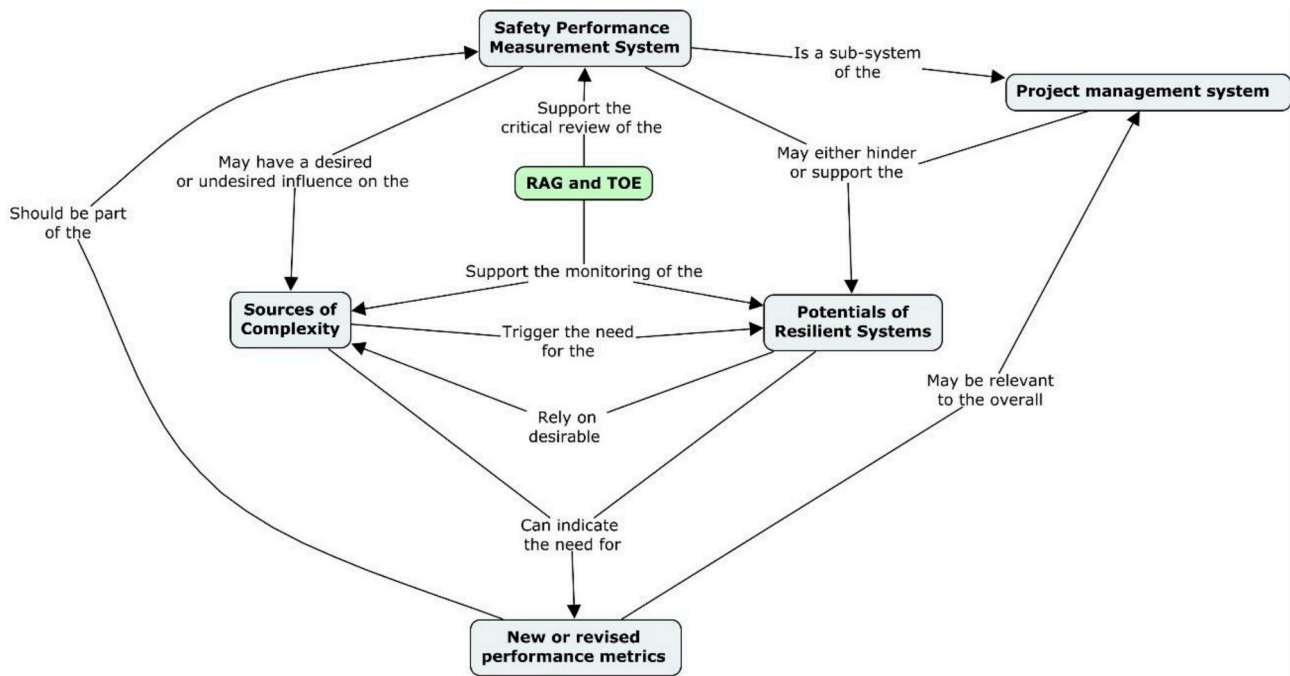 Safety Performance
Measurement System
Is a sub-system
of the
Project management system
Support the
critical review of the
May have a desired
or undesired influence on the
May either hinder
or support the
RAG and TOE
Should be part
of the
Support the monitoring of the
Sources of
Complexity
Potentials of
Resilient Systems
Trigger the need
for the
May be relevant
to the overall
Rely on
desirable
Can indicate
the need for
New or revised
performance metrics